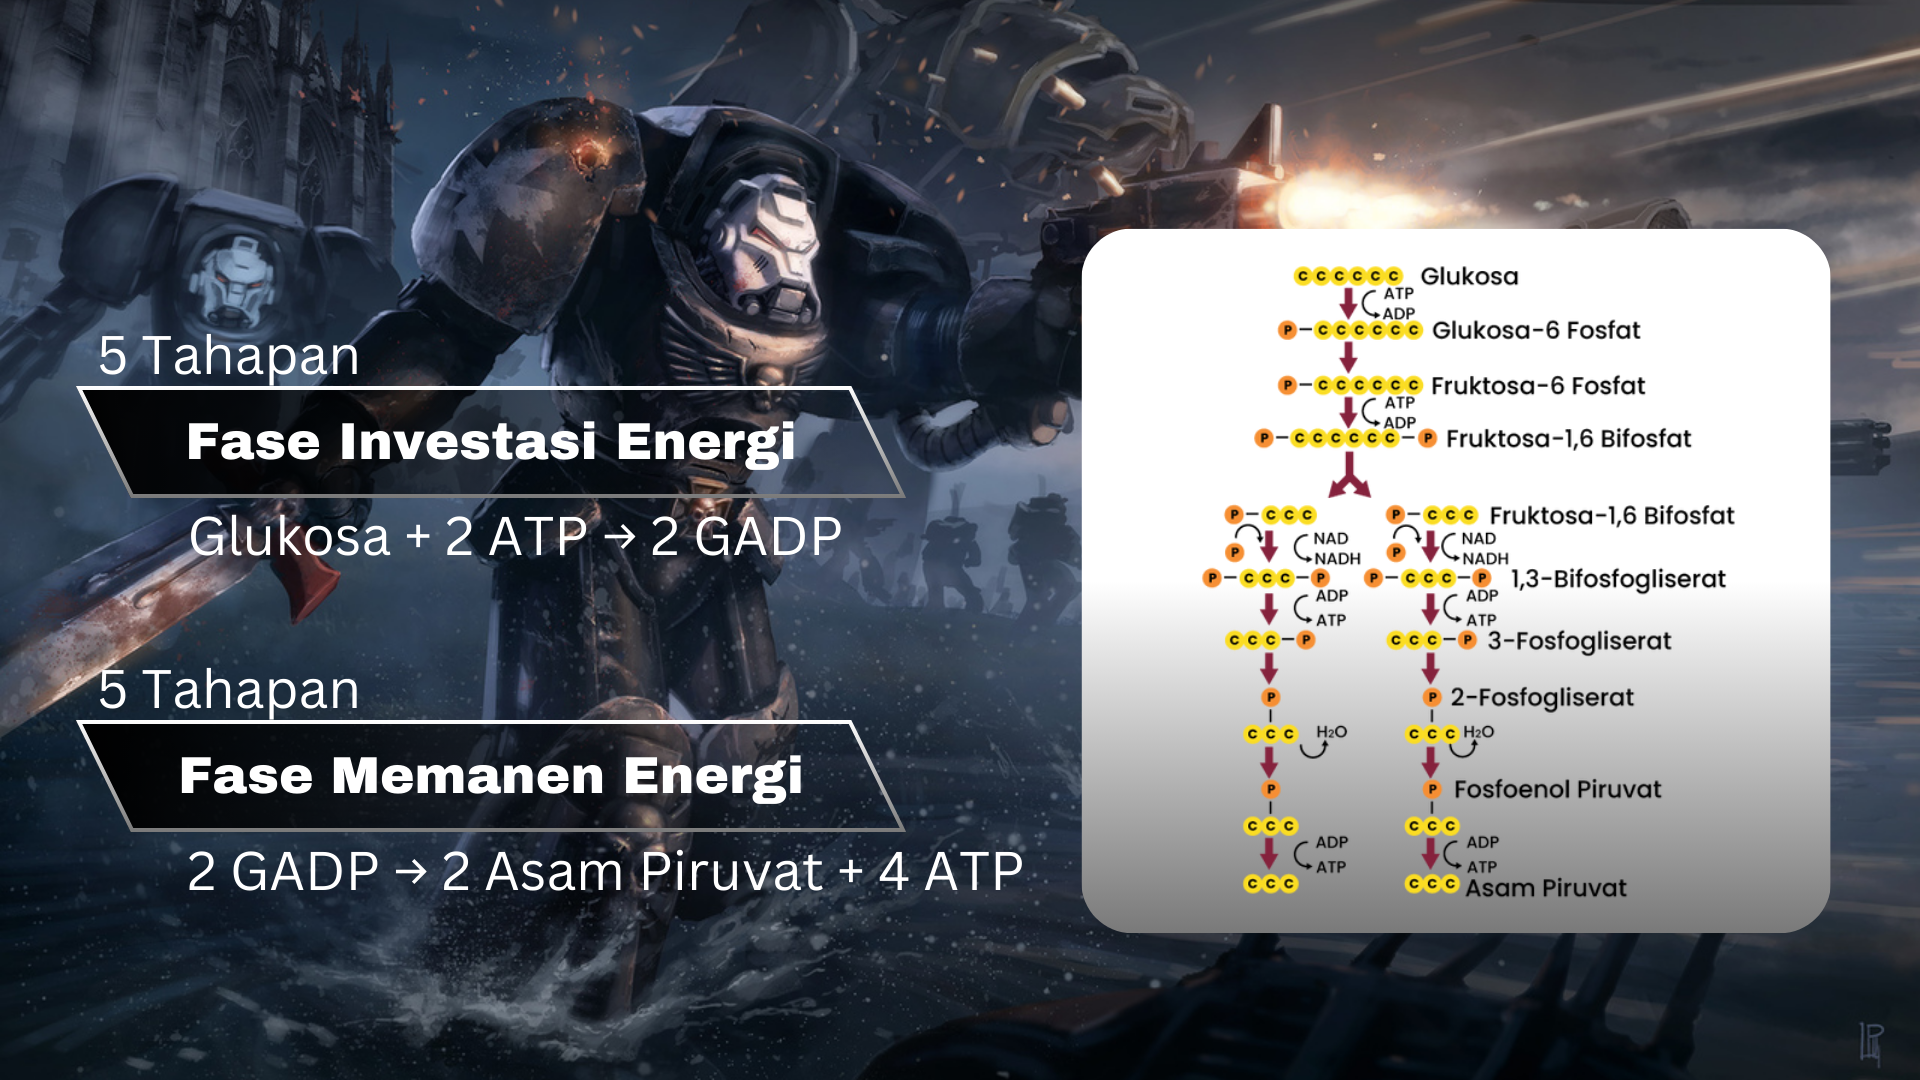 5 Tahapan
Fase Investasi Energi
Glukosa + 2 ATP → 2 GADP
5 Tahapan
Fase Memanen Energi
2 GADP → 2 Asam Piruvat + 4 ATP
C C C C C C Glukosa
ATP
ADP
P – C C C C C C Glukosa-6 Fosfat
P – C C C C C C Fruktosa-6 Fosfat
ATP
ADP
P – C C C C C C – P Fruktosa-1,6 Bifosfat
P – C C C P – C C C Fruktosa-1,6 Bifosfat
NAD NAD
P P
NADH NADH
P – C C C – P P – C C C – P 1,3-Bifosfogliserat
ADP ADP
ATP ATP
C C C – P C C C – P 3-Fosfogliserat
P P 2-Fosfogliserat
C C C H₂O C C C H₂O
P P Fosfoenol Piruvat
C C C C C C
ADP ADP
ATP ATP
C C C C C C Asam Piruvat